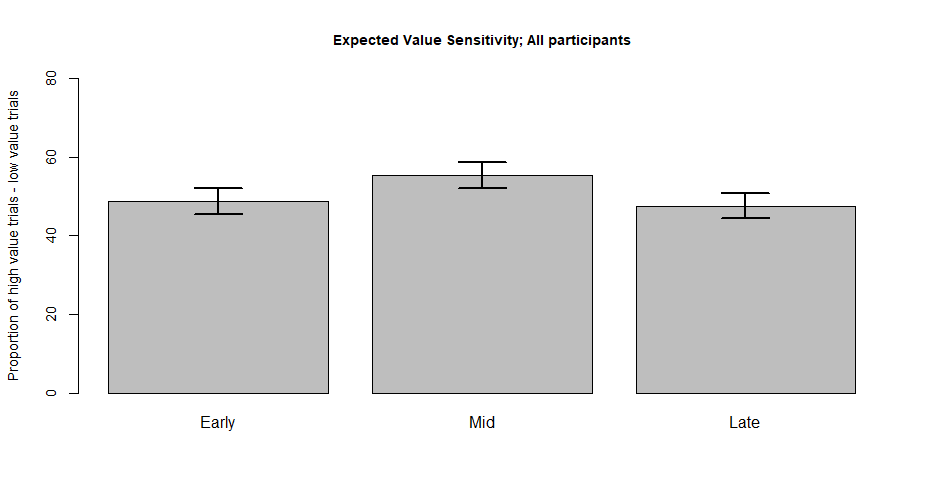 Expected Value Sensitivity; All participants
Proportion of high value trials - low value trials
80
60
40
20
0
Early
Mid
Late